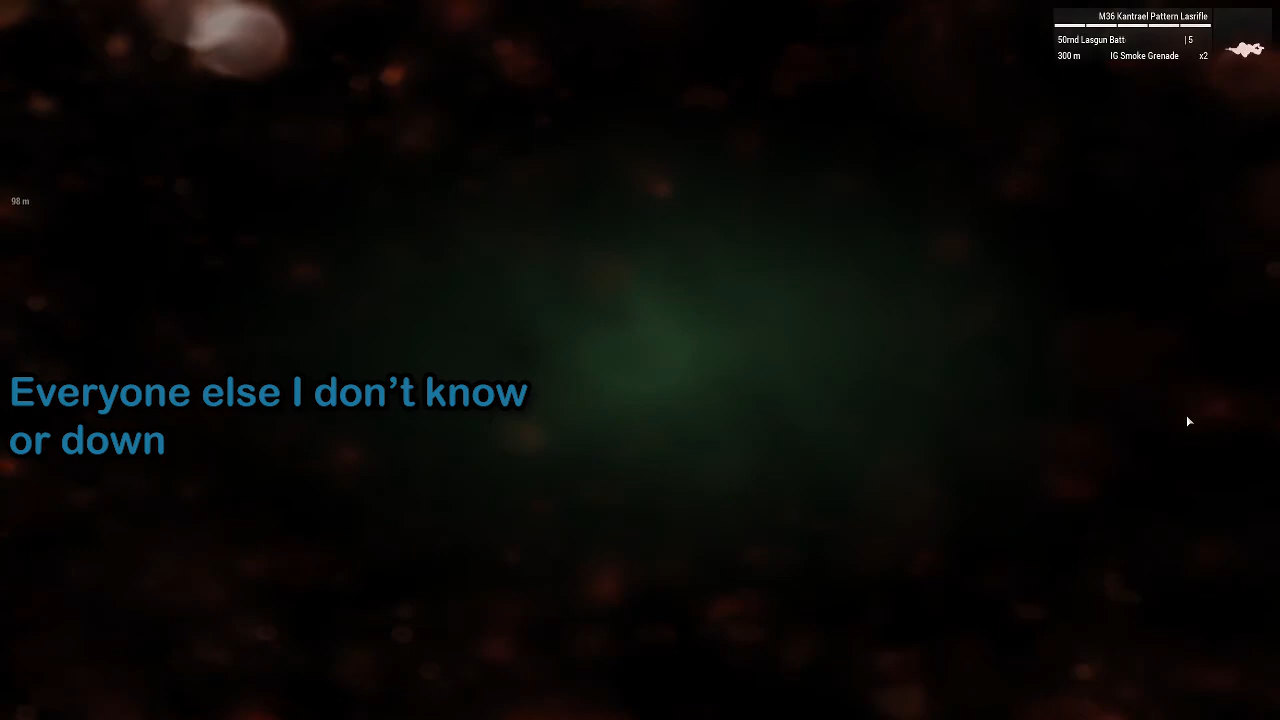 M36 Kantrael Pattern Lasrifle
50rnd Lasgun Batt | 5
300 m IG Smoke Grenade x2
98 m
Everyone else I don’t know
or down